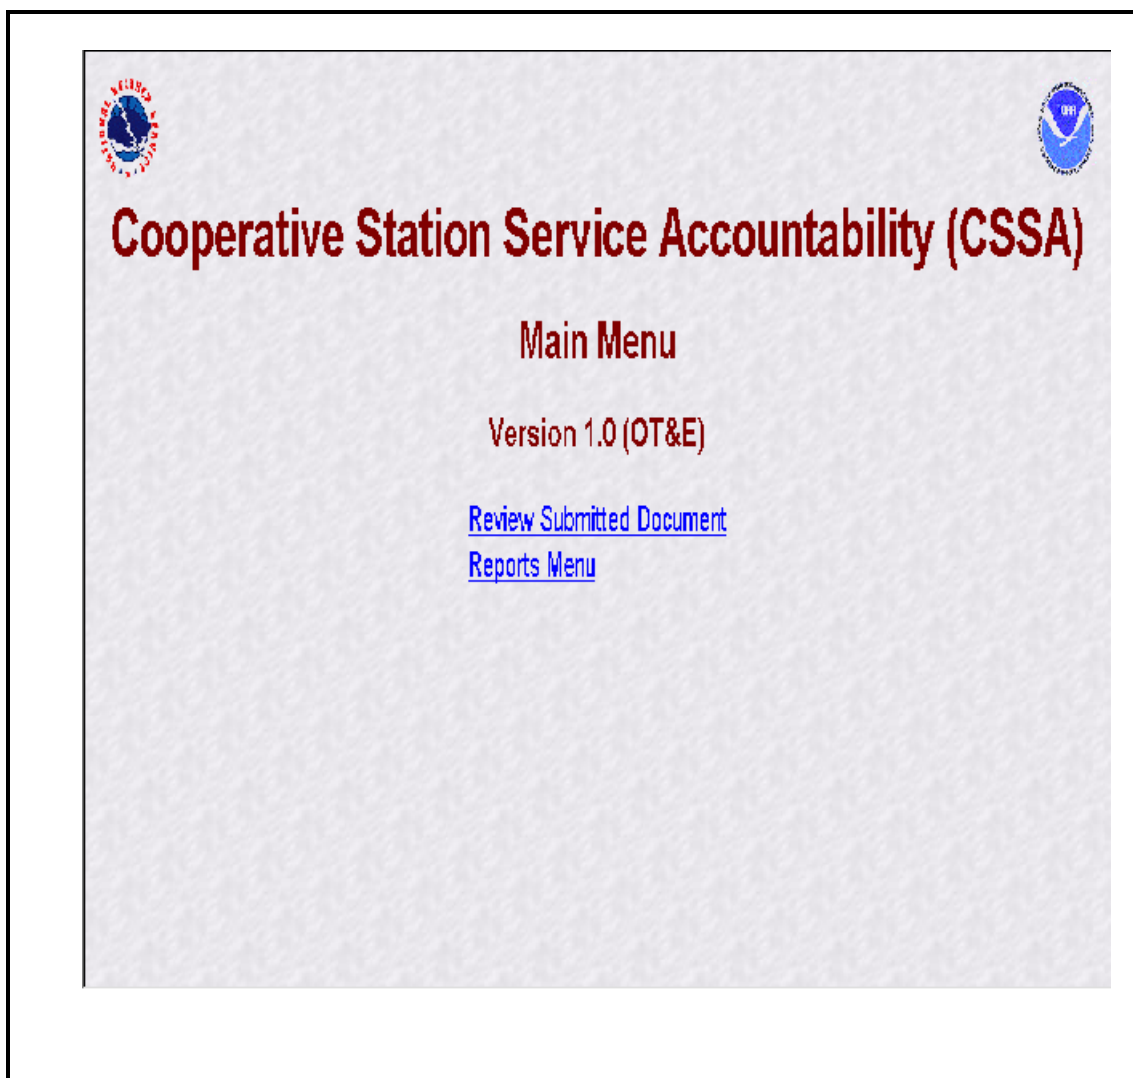 Cooperative Station Service Accountability (CSSA)
Main Menu
Version 1.0 (OT&E)
Review Submitted Document
Reports Menu